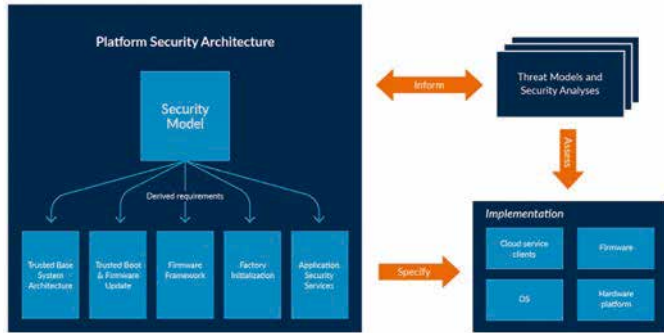 Platform Security Architecture
Security
Model
Derived requirements
Trusted Base
System
Architecture
Trusted Boot
& Firmware
Update
Firmware
Framework
Factory
Initialization
Application
Security
Services
Inform
Threat Models and
Security Analyses
Assess
Specify
Implementation
Cloud service
clients
Firmware
OS
Hardware
platform